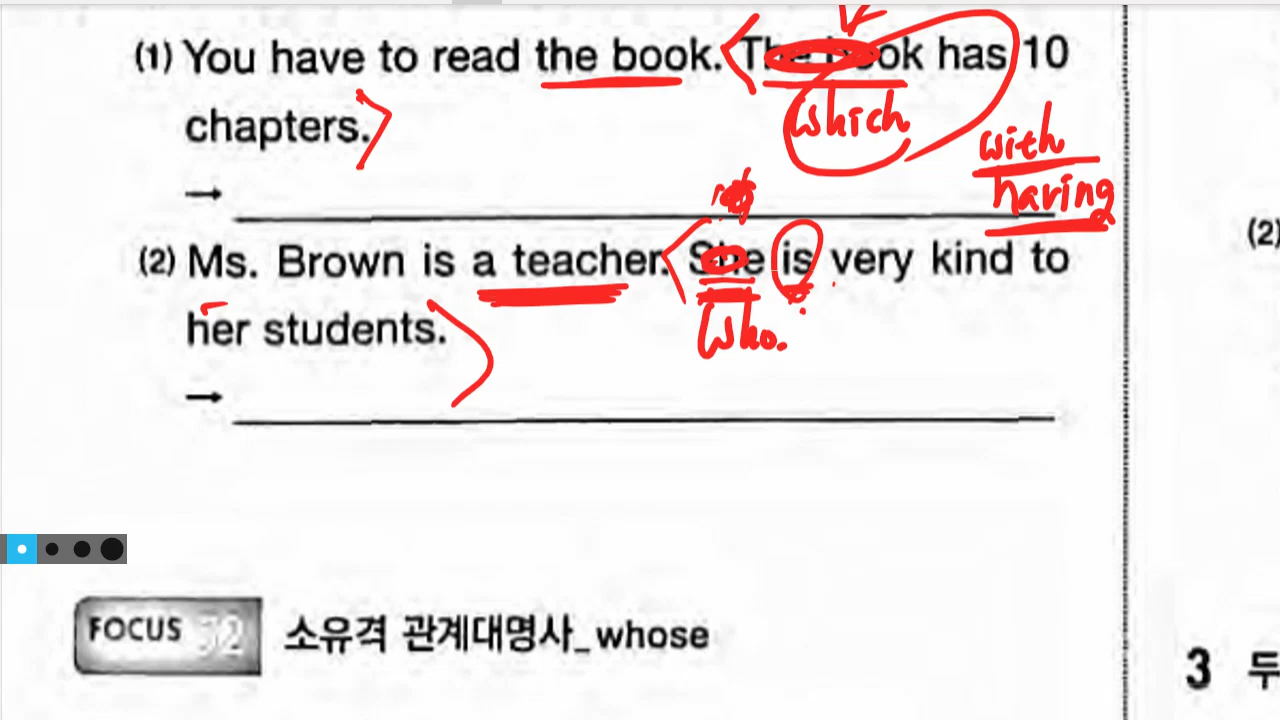 (1) You have to read the book. The book has 10
chapters.
which
with
having
→
(2) Ms. Brown is a teacher. She is very kind to
who.
her students.
→
(2)
FOCUS 52 소유격 관계대명사_whose
3 두